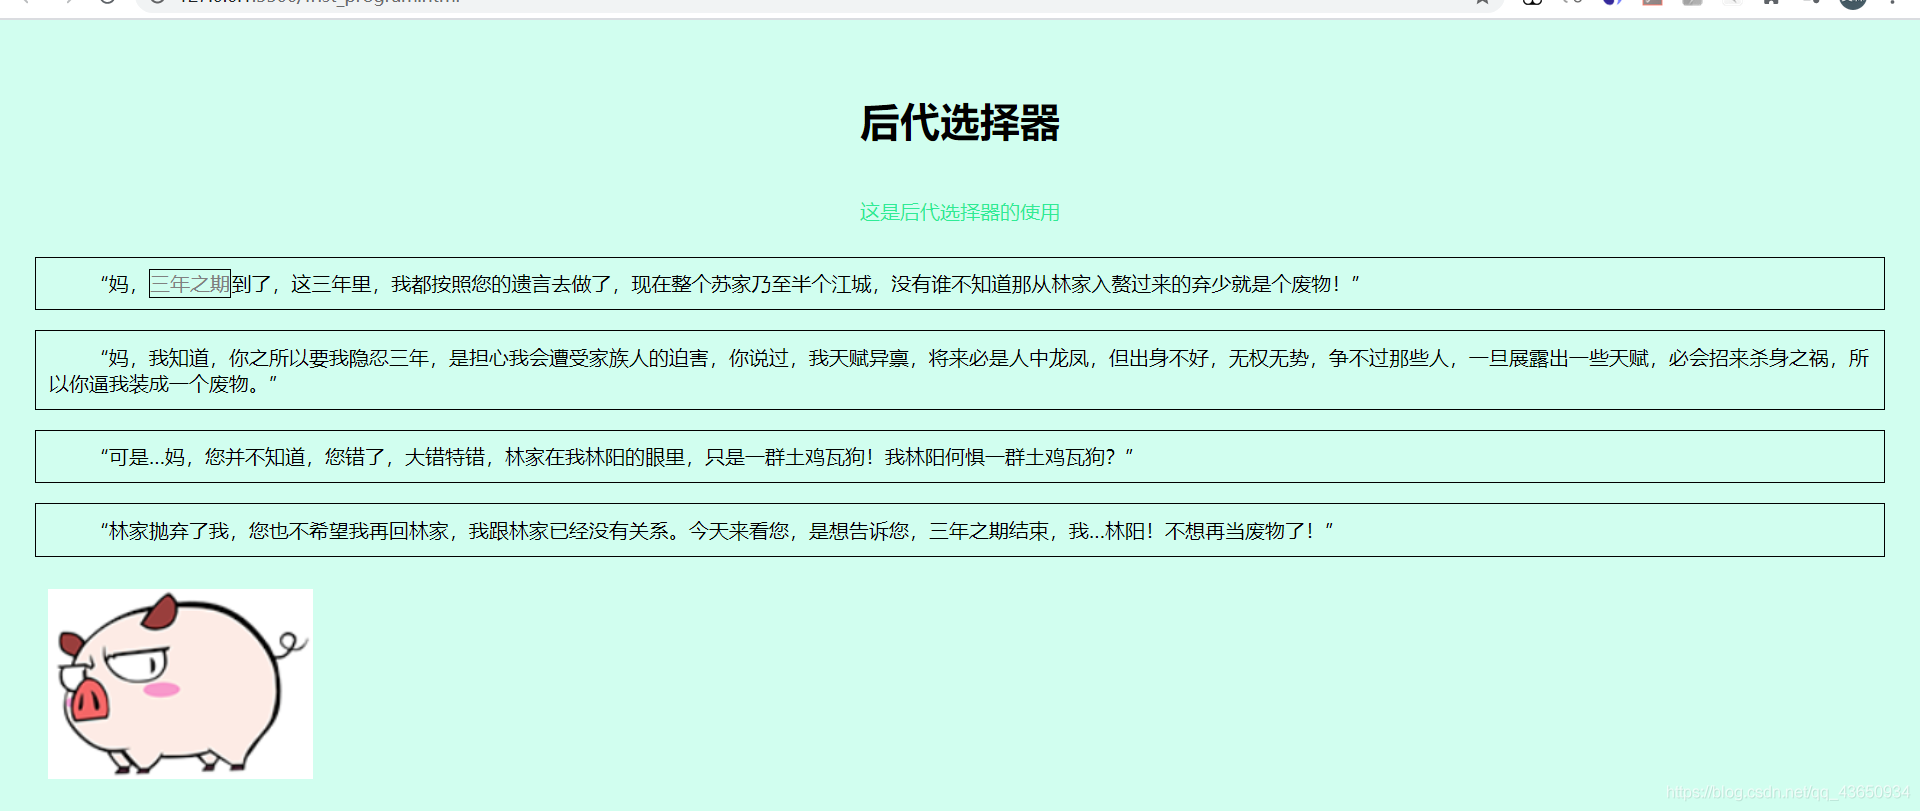 后代选择器
这是后代选择器的使用
“妈，三年之期到了，这三年里，我都按照您的遗言去做了，现在整个苏家乃至半个江城，没有谁不知道那从林家入赘过来的弃少就是个废物！”
“妈，我知道，你之所以要我隐忍三年，是担心我会遭受家族人的迫害，你说过，我天赋异禀，将来必是人中龙凤，但出身不好，无权无势，争不过那些人，一旦展露出一些天赋，必会招来杀身之祸，所
以你逼我装成一个废物。”
“可是...妈，您并不知道，您错了，大错特错，林家在我林阳的眼里，只是一群土鸡瓦狗！我林阳何惧一群土鸡瓦狗？”
“林家抛弃了我，您也不希望我再回林家，我跟林家已经没有关系。今天来看您，是想告诉您，三年之期结束，我...林阳！不想再当废物了！”
https://blog.csdn.net/qq_43650934